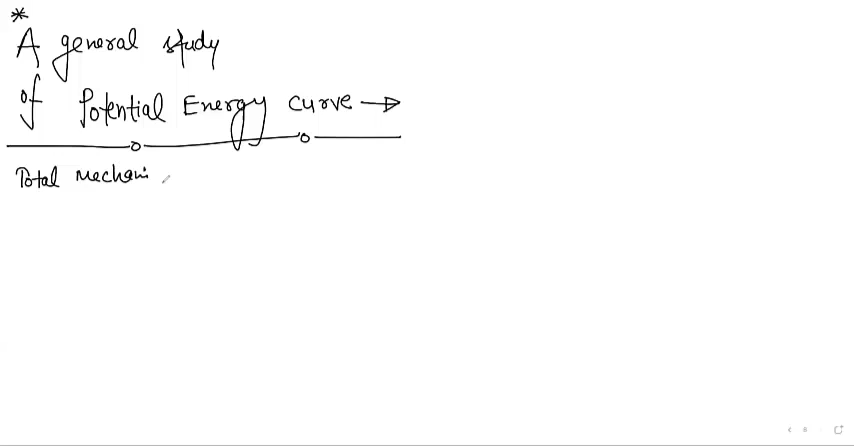 *
A general study
of Potential Energy curve →
Total Mechani